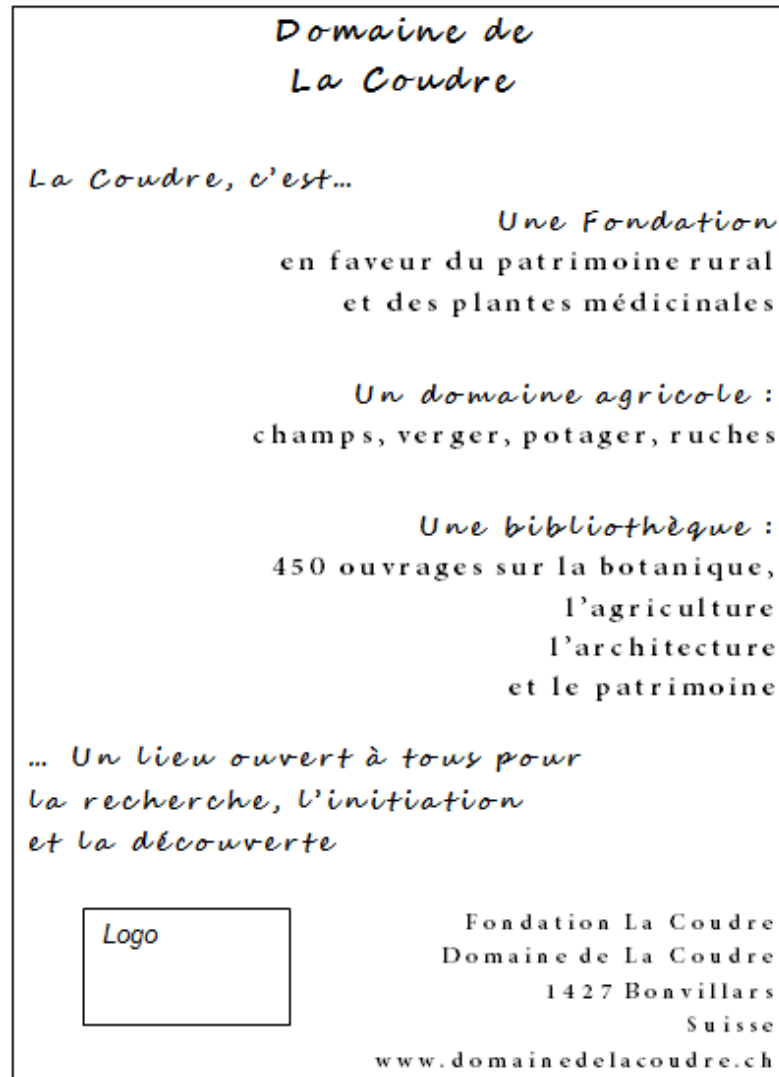 Domaine de
La Coudre
La Coudre, c'est…
Une Fondation
en faveur du patrimoine rural
et des plantes médicinales
Un domaine agricole :
champs, verger, potager, ruches
Une bibliothèque :
450 ouvrages sur la botanique,
l'agriculture
l'architecture
et le patrimoine
… Un lieu ouvert à tous pour
la recherche, l'initiation
et la découverte
Logo
Fondation La Coudre
Domaine de La Coudre
1427 Bonvillars
Suisse
www.domainedelacoudre.ch